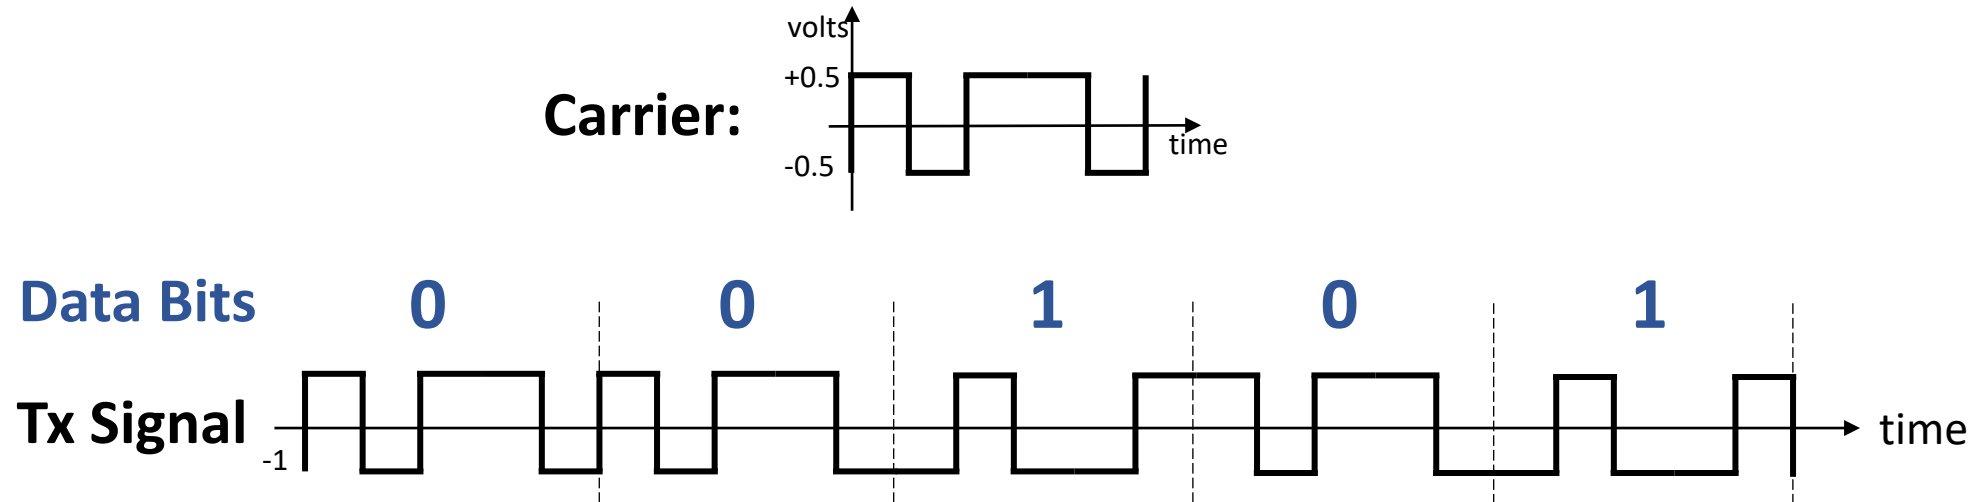 volts
+0.5
Carrier:
time
-0.5
Data Bits 0 0 1 0 1
Tx Signal
time
-1